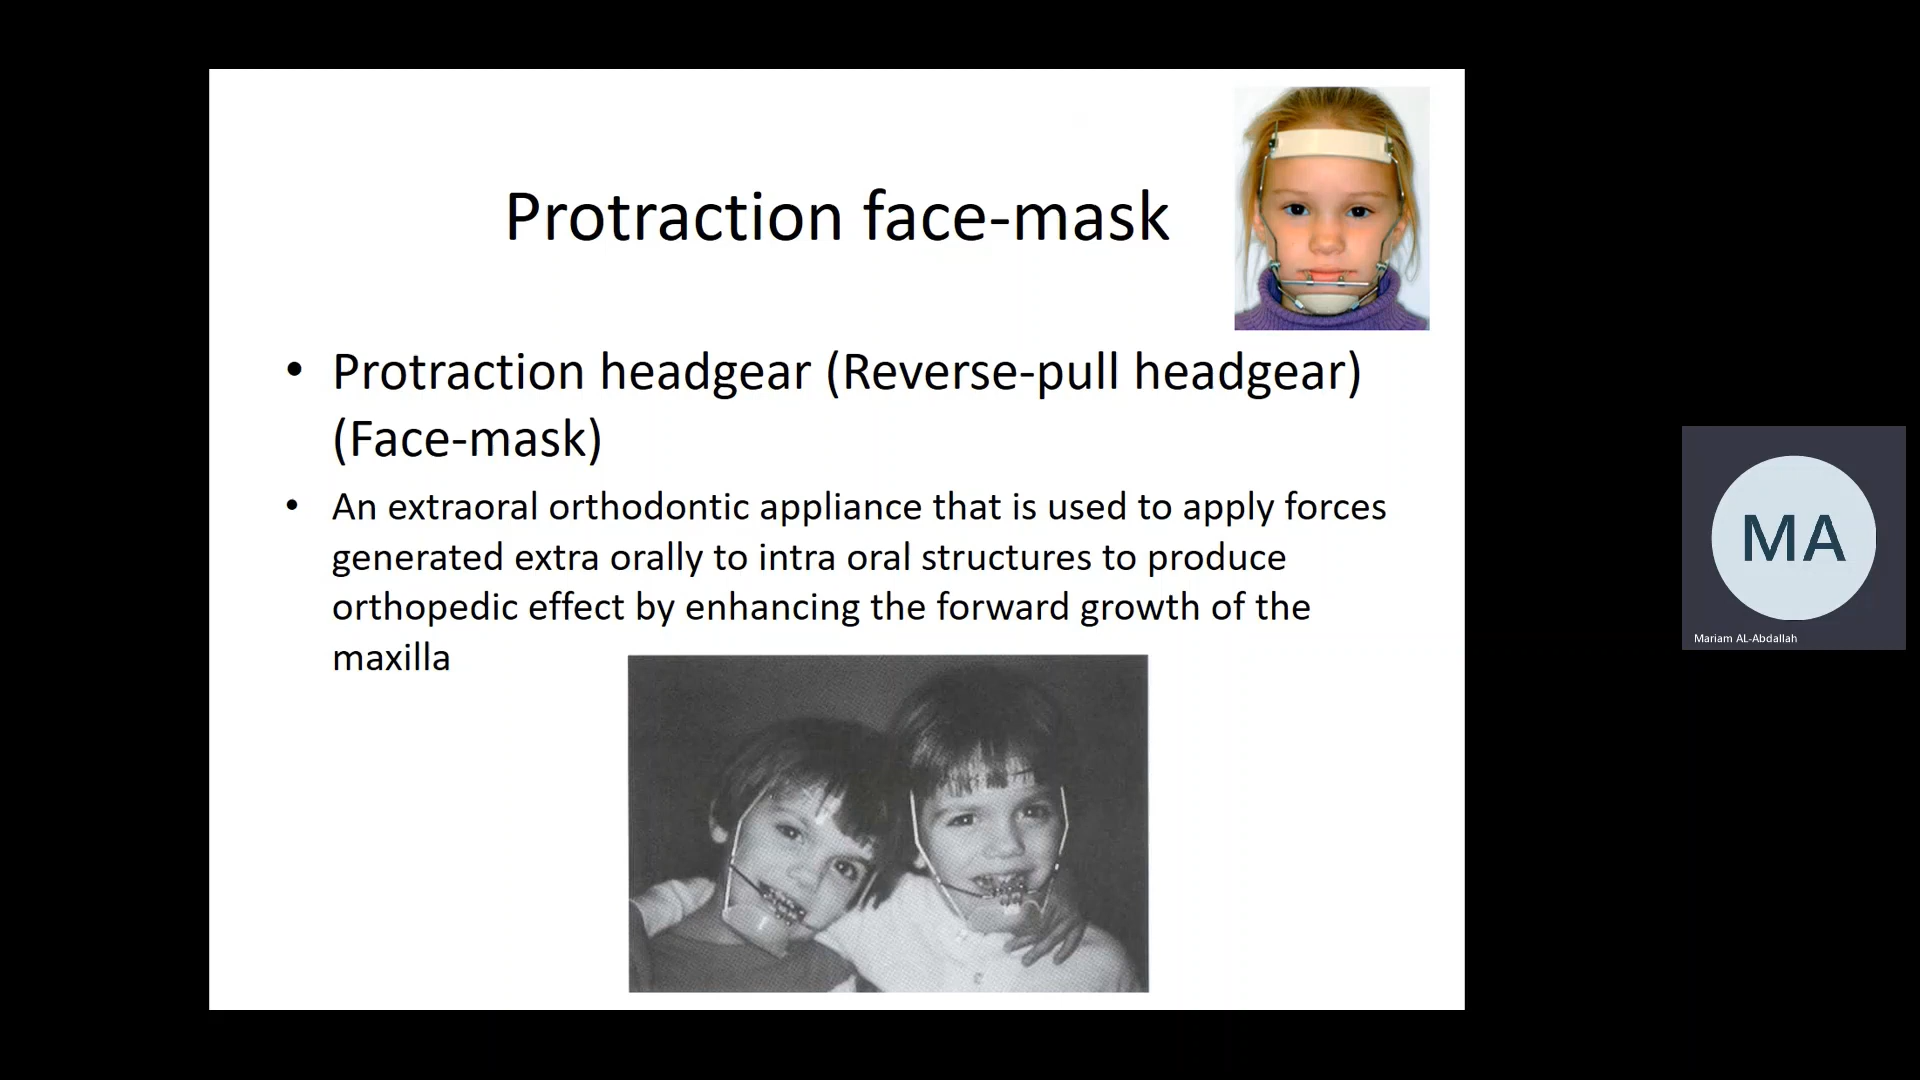 Protraction face-mask
• Protraction headgear (Reverse-pull headgear)
(Face-mask)
• An extraoral orthodontic appliance that is used to apply forces
generated extra orally to intra oral structures to produce
orthopedic effect by enhancing the forward growth of the
maxilla
MA
Mariam AL-Abdallah